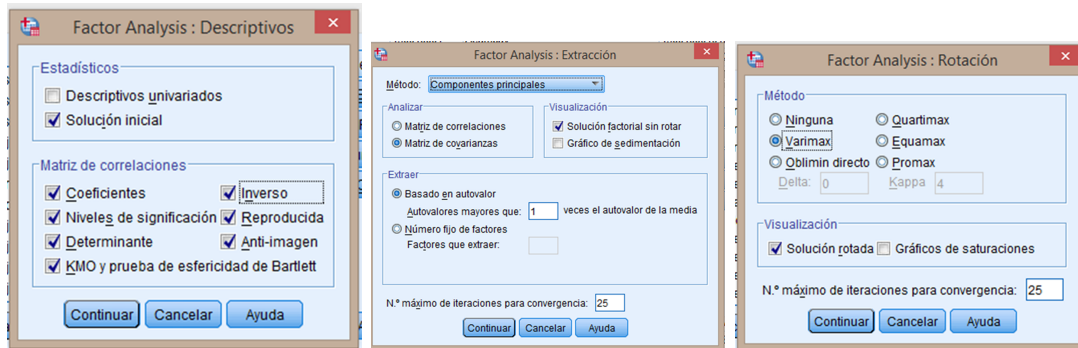 Factor Analysis : Descriptivos
Estadísticos
Descriptivos univariados
Solución inicial
Matriz de correlaciones
Coeficientes
Inverso
Niveles de significación
Reproducida
Determinante
Anti-imagen
KMO y prueba de esfericidad de Bartlett
Continuar
Cancelar
Ayuda
Factor Analysis : Extracción
Método: Componentes principales
Analizar
Matriz de correlaciones
Matriz de covarianzas
Visualización
Solución factorial sin rotar
Gráfico de sedimentación
Extraer
Basado en autovalor
Autovalores mayores que: 1 veces el autovalor de la media
Número fijo de factores
Factores que extraer:
N.º máximo de iteraciones para convergencia: 25
Continuar
Cancelar
Ayuda
Factor Analysis : Rotación
Método
Ninguna
Quartimax
Varimax
Equamax
Oblimin directo
Promax
Delta: 0
Kappa 4
Visualización
Solución rotada
Gráficos de saturaciones
N.º máximo de iteraciones para convergencia: 25
Continuar
Cancelar
Ayuda